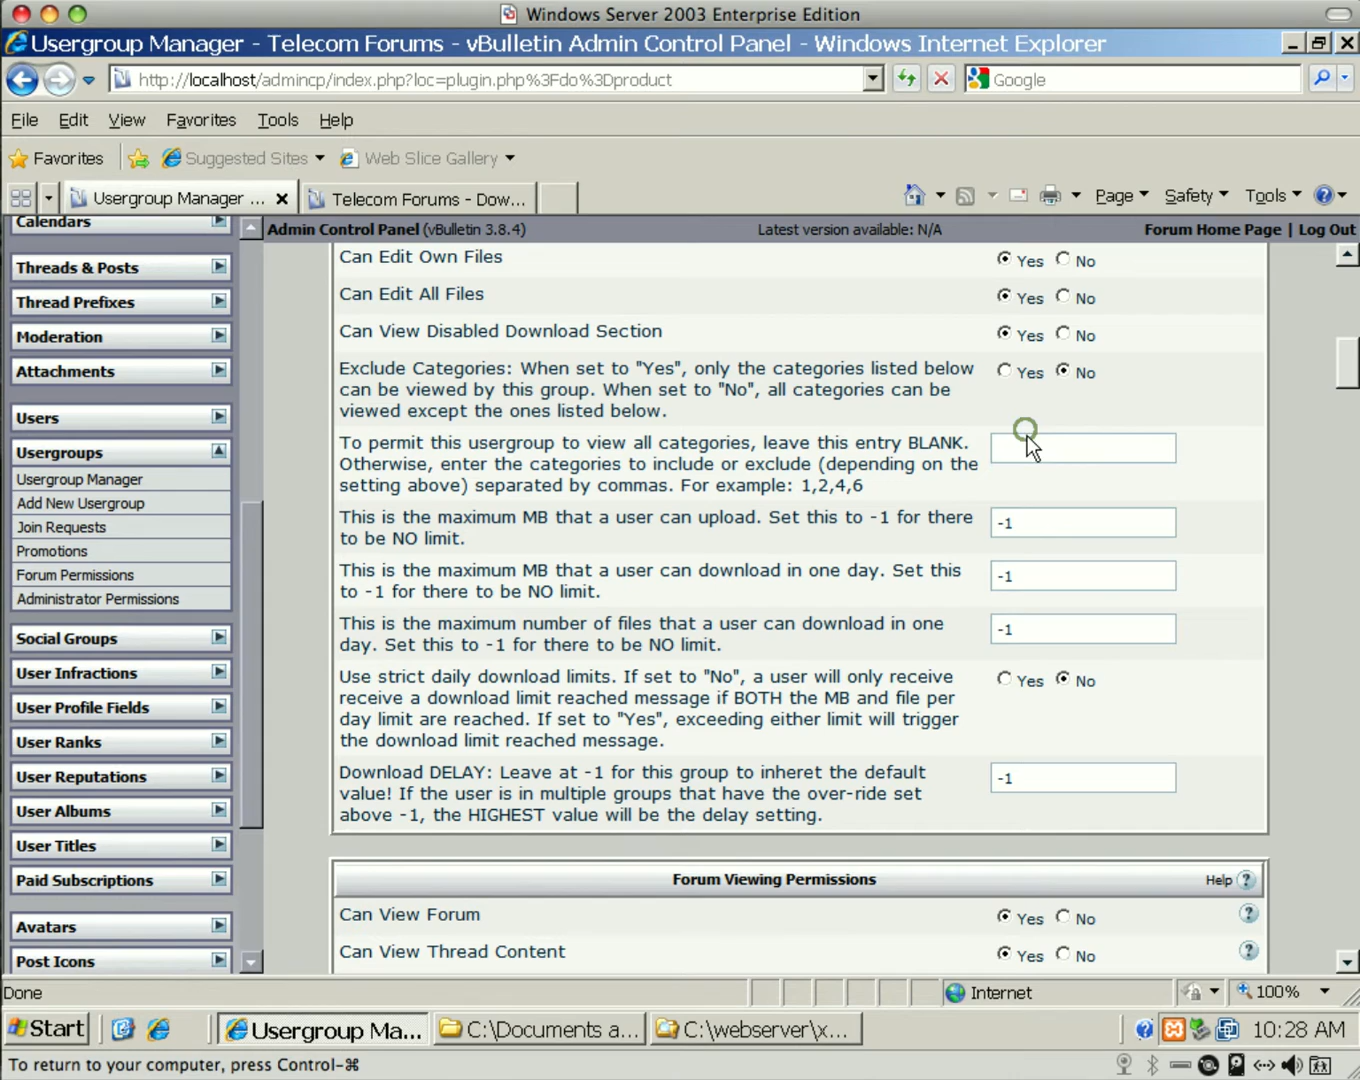 Windows Server 2003 Enterprise Edition
Usergroup Manager - Telecom Forums - vBulletin Admin Control Panel - Windows Internet Explorer
http://localhost/admincp/index.php?loc=plugin.php%3Fdo%3Dproduct
Google
File Edit View Favorites Tools Help
Favorites Suggested Sites Web Slice Gallery
Usergroup Manager ... Telecom Forums - Dow... Page Safety Tools
Admin Control Panel (vBulletin 3.8.4) Latest version available: N/A Forum Home Page | Log Out
Calendars
Threads & Posts
Thread Prefixes
Moderation
Attachments
Users
Usergroups
Usergroup Manager
Add New Usergroup
Join Requests
Promotions
Forum Permissions
Administrator Permissions
Social Groups
User Infractions
User Profile Fields
User Ranks
User Reputations
User Albums
User Titles
Paid Subscriptions
Avatars
Post Icons
Can Edit Own Files Yes No
Can Edit All Files Yes No
Can View Disabled Download Section Yes No
Exclude Categories: When set to "Yes", only the categories listed below Yes No
can be viewed by this group. When set to "No", all categories can be
viewed except the ones listed below.
To permit this usergroup to view all categories, leave this entry BLANK.
Otherwise, enter the categories to include or exclude (depending on the
setting above) separated by commas. For example: 1,2,4,6
This is the maximum MB that a user can upload. Set this to -1 for there -1
to be NO limit.
This is the maximum MB that a user can download in one day. Set this -1
to -1 for there to be NO limit.
This is the maximum number of files that a user can download in one -1
day. Set this to -1 for there to be NO limit.
Use strict daily download limits. If set to "No", a user will only receive Yes No
receive a download limit reached message if BOTH the MB and file per
day limit are reached. If set to "Yes", exceeding either limit will trigger
the download limit reached message.
Download DELAY: Leave at -1 for this group to inheret the default -1
value! If the user is in multiple groups that have the over-ride set
above -1, the HIGHEST value will be the delay setting.
Forum Viewing Permissions Help
Can View Forum Yes No
Can View Thread Content Yes No
Done Internet 100%
Start Usergroup Ma... C:\Documents a... C:\webserver\x... 10:28 AM
To return to your computer, press Control-⌘